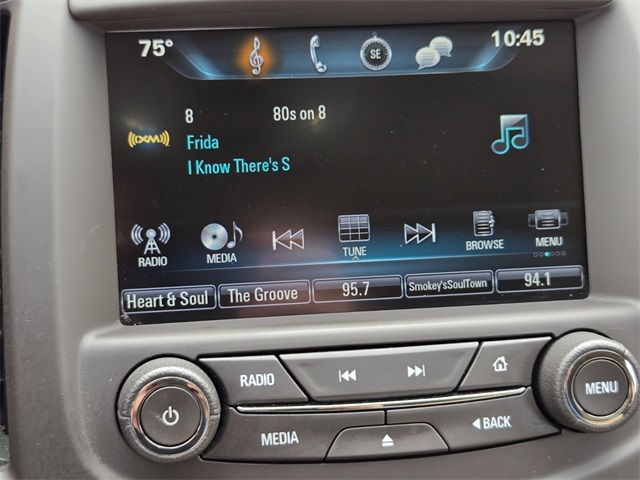 75°
SE
10:45
8 80s on 8
((XM))
Frida
I Know There's S
RADIO
MEDIA
TUNE
BROWSE
MENU
Heart & Soul
The Groove
95.7
Smokey'sSoulTown
94.1
RADIO
MENU
MEDIA
BACK